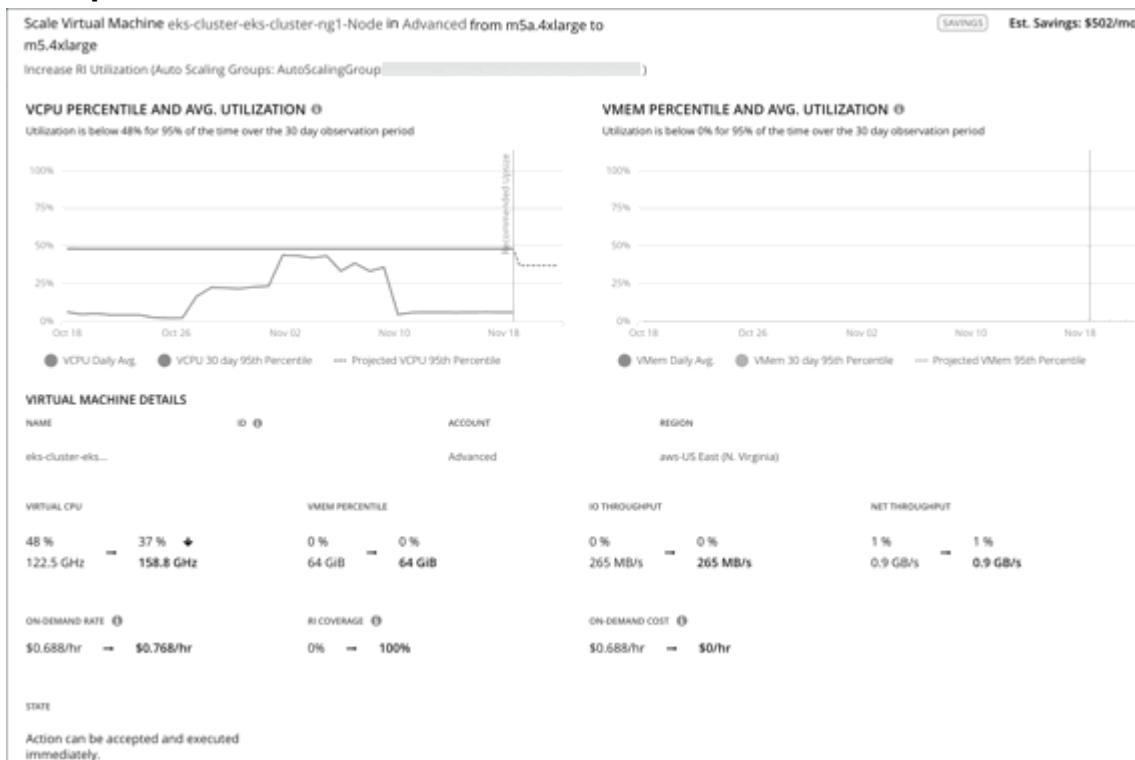 Scale Virtual Machine eks-cluster-eks-cluster-ng1-Node in Advanced from m5a.4xlarge to
m5.4xlarge
SAVINGS
Est. Savings: $502/mo
Increase RI Utilization (Auto Scaling Groups: AutoScalingGroup )
VCPU PERCENTILE AND AVG. UTILIZATION
Utilization is below 48% for 95% of the time over the 30 day observation period
100%
75%
50%
25%
0%
Recommended Upsize
Oct 18 Oct 26 Nov 02 Nov 10 Nov 18
VCPU Daily Avg. VCPU 30 day 95th Percentile Projected VCPU 95th Percentile
VMEM PERCENTILE AND AVG. UTILIZATION
Utilization is below 0% for 95% of the time over the 30 day observation period
100%
75%
50%
25%
0%
Oct 18 Oct 26 Nov 02 Nov 10 Nov 18
VMem Daily Avg. VMem 30 day 95th Percentile Projected VMem 95th Percentile
VIRTUAL MACHINE DETAILS
NAME ID ACCOUNT REGION
eks-cluster-eks... Advanced aws-US East (N. Virginia)
VIRTUAL CPU VMEM PERCENTILE IO THROUGHPUT NET THROUGHPUT
48 % → 37 % 0 % → 0 % 0 % → 0 % 1 % → 1 %
122.5 GHz 158.8 GHz 64 GiB 64 GiB 265 MB/s 265 MB/s 0.9 GB/s 0.9 GB/s
ON-DEMAND RATE RI COVERAGE ON-DEMAND COST
$0.688/hr → $0.768/hr 0% → 100% $0.688/hr → $0/hr
STATE
Action can be accepted and executed
immediately.